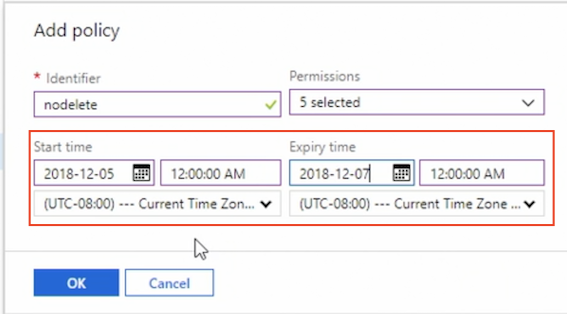 Add policy
* Identifier
Permissions
nodelete
5 selected
Start time
Expiry time
2018-12-05
12:00:00 AM
2018-12-07
12:00:00 AM
(UTC-08:00) --- Current Time Zon...
(UTC-08:00) --- Current Time Zone ...
OK
Cancel